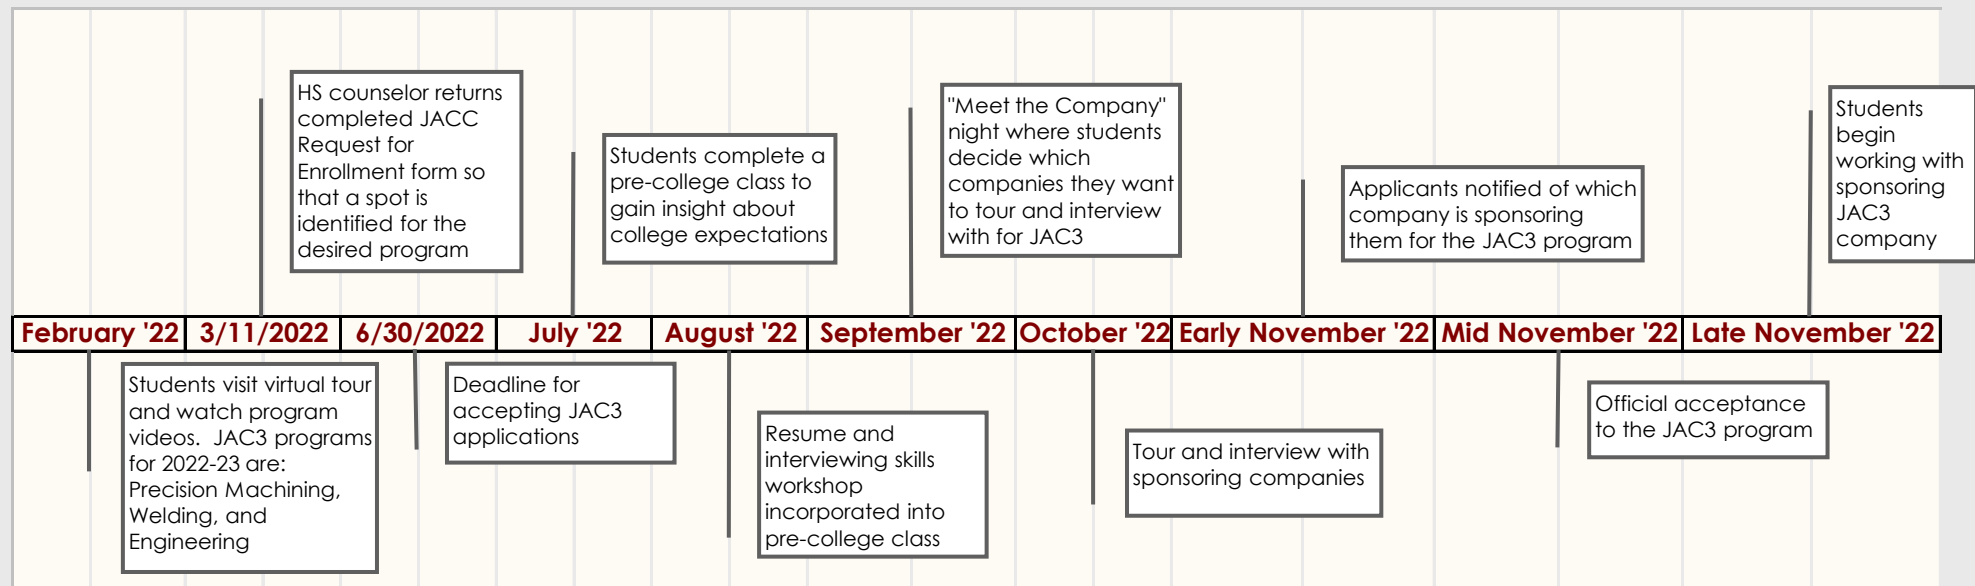 HS counselor returns
completed JACC
Request for
Enrollment form so
that a spot is
identified for the
desired program
Students complete a
pre-college class to
gain insight about
college expectations
"Meet the Company"
night where students
decide which
companies they want
to tour and interview
with for JAC3
Applicants notified of which
company is sponsoring
them for the JAC3 program
Students
begin
working with
sponsoring
JAC3
company
February '22 3/11/2022 6/30/2022 July '22 August '22 September '22 October '22 Early November '22 Mid November '22 Late November '22
Students visit virtual tour
and watch program
videos.  JAC3 programs
for 2022-23 are:
Precision Machining,
Welding, and
Engineering
Deadline for
accepting JAC3
applications
Resume and
interviewing skills
workshop
incorporated into
pre-college class
Tour and interview with
sponsoring companies
Official acceptance
to the JAC3 program